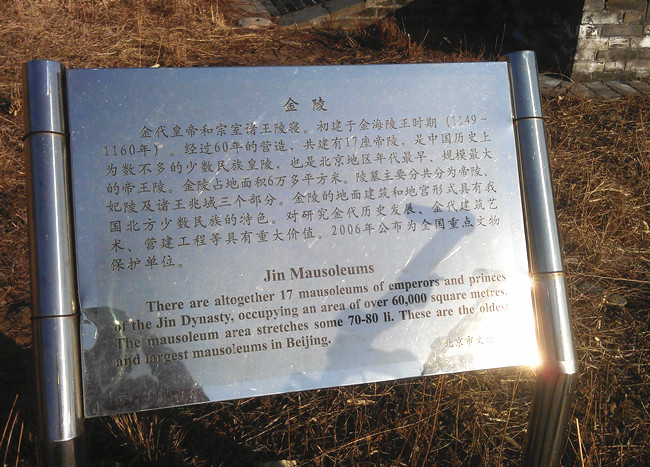 金陵
金代皇帝和宗室诸王陵寝。初建于金海陵王时期（1149-
1160年）。经过60年的营造，共建有17座帝陵，是中国历史上
为数不多的少数民族皇陵，也是北京地区年代最早，规模最大
的帝王陵。金陵占地面积6万多平方米。陵墓主要分共分为帝陵、
妃陵及诸王兆域三个部分。金陵的地面建筑和地宫形式具有我
国北方少数民族的特色。对研究金代历史发展、金代建筑艺
术、营建工程等具有重大价值。2006年公布为全国重点文物
保护单位。
Jin Mausoleums
There are altogether 17 mausoleums of emperors and princes
of the Jin Dynasty, occupying an area of over 60,000 square metres.
The mausoleum area stretches some 70-80 li. These are the oldest
and largest mausoleums in Beijing.
北京市文